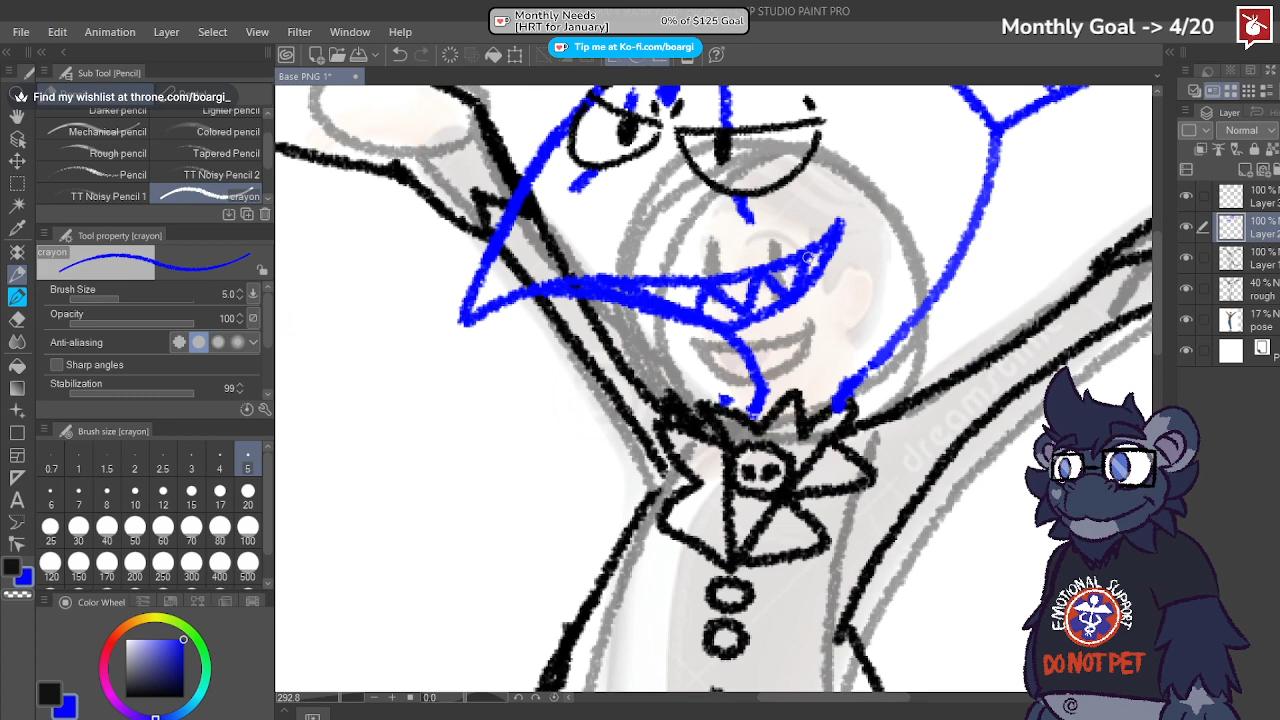 Monthly Needs
[HRT for January]
0% of $125 Goal
Tip me at Ko-fi.com/boargi
P STUDIO PAINT PRO
Monthly Goal -> 4/20
File Edit Animation Layer Select View Filter Window Help
Sub Tool [Pencil]
Base PNG 1*
Find my wishlist at throne.com/boargi_
Darker pencil Lighter pencil
Mechanical pencil Colored pencil
Rough pencil Tapered Pencil
Pencil TT Noisy Pencil 2
TT Noisy Pencil 1 crayon
Tool property [crayon]
crayon
Brush Size 5.0
Opacity 100
Anti-aliasing
Sharp angles
Stabilization 99
Brush size [crayon]
0.7 1 1.5 2 2.5 3 4 5
6 7 8 10 12 15 17 20
25 30 40 50 60 70 80 100
120 150 170 200 250 300 400 500
Color Wheel
292.8
0.0
Layer
Normal
100 % N
Layer 3
100 % N
Layer 2
100 % N
Layer 1
40 % N
rough
17 % N
pose
P
dreamstime
EMOTIONAL SUPPORT
DO NOT PET